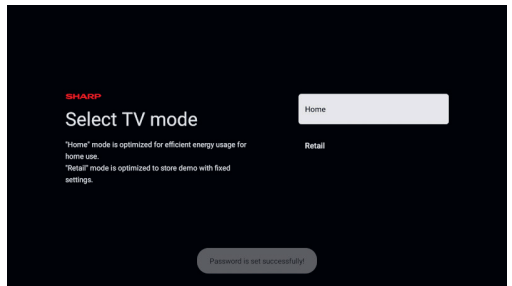 SHARP
Select TV mode
"Home" mode is optimized for efficient energy usage for
home use.
"Retail" mode is optimized to store demo with fixed
settings.
Home
Retail
Password is set successfully!